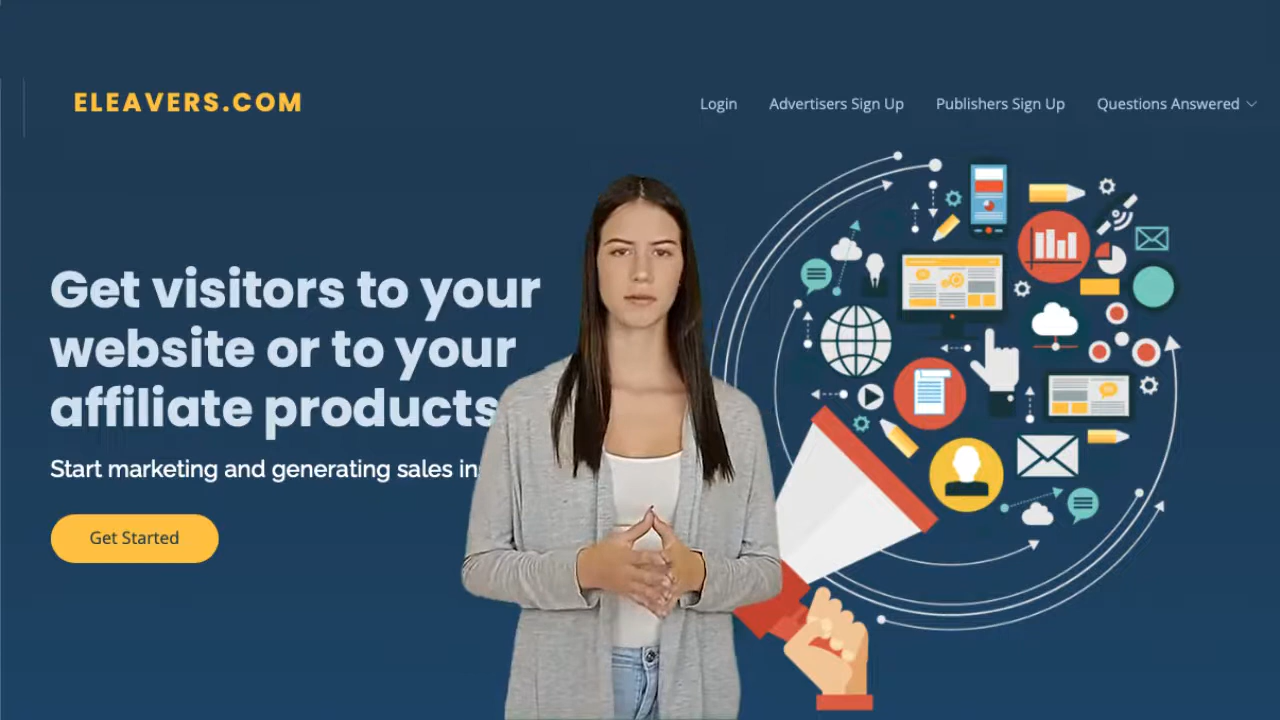 ELEAVERS.COM
Login
Advertisers Sign Up
Publishers Sign Up
Questions Answered
Get visitors to your
website or to your
affiliate products
Start marketing and generating sales in
Get Started